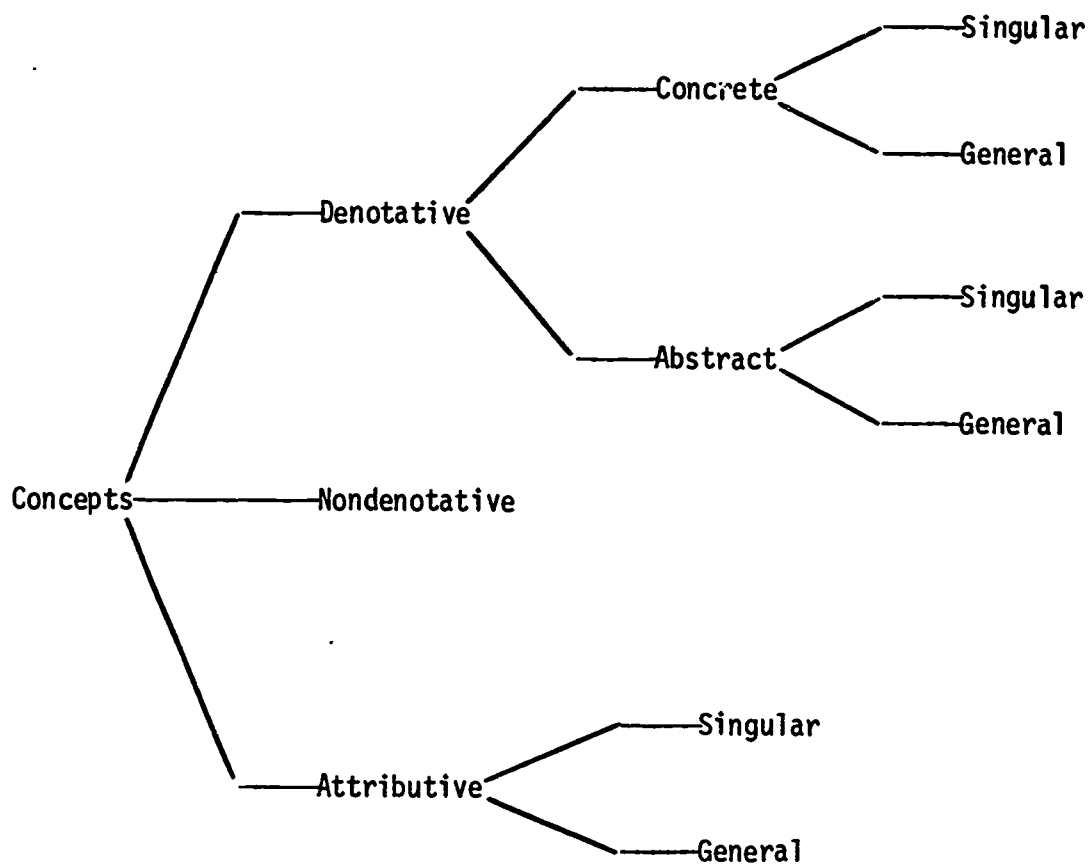 Singular
Concrete
General
Denotative
Singular
Abstract
General
Concepts
Nondenotative
Singular
Attributive
General